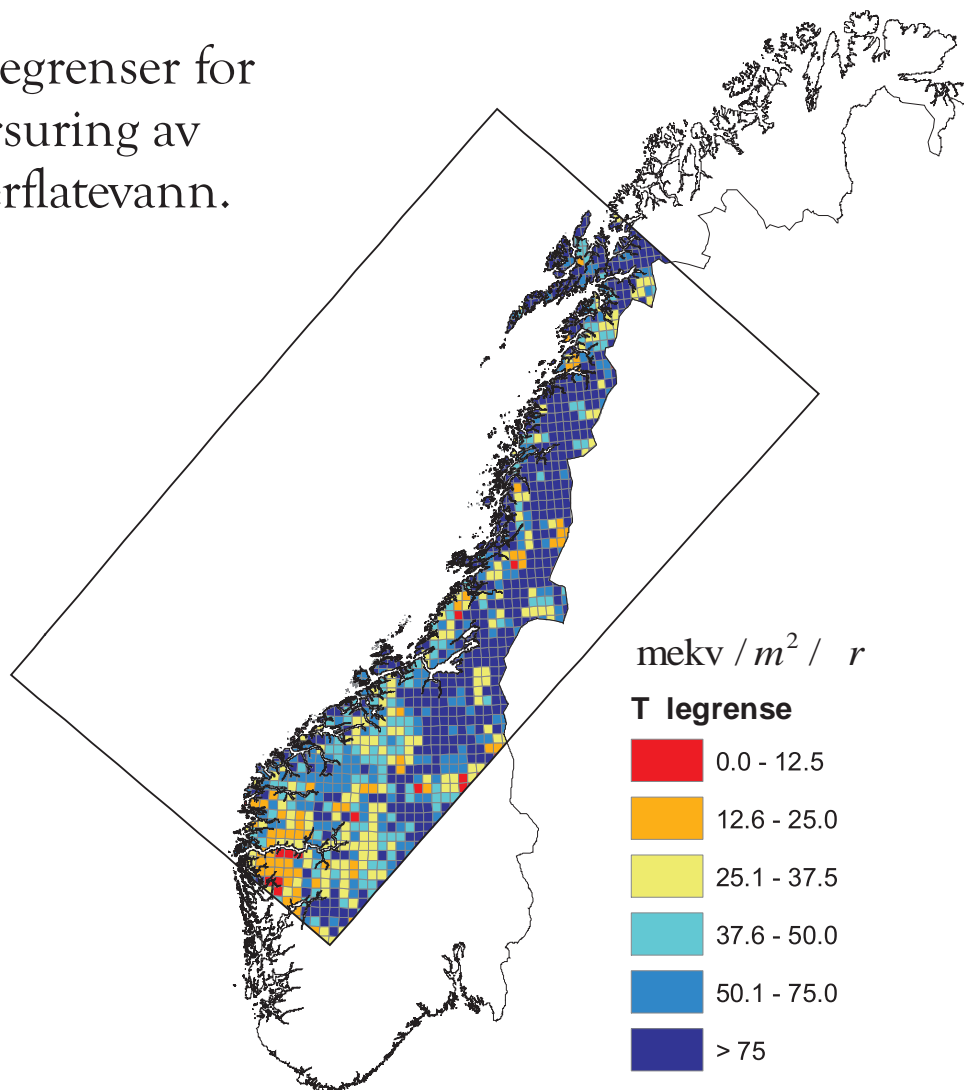 egrenser for
rsuring av
erflatevann.
mekv / m² / r
T legrense
0.0 - 12.5
12.6 - 25.0
25.1 - 37.5
37.6 - 50.0
50.1 - 75.0
> 75